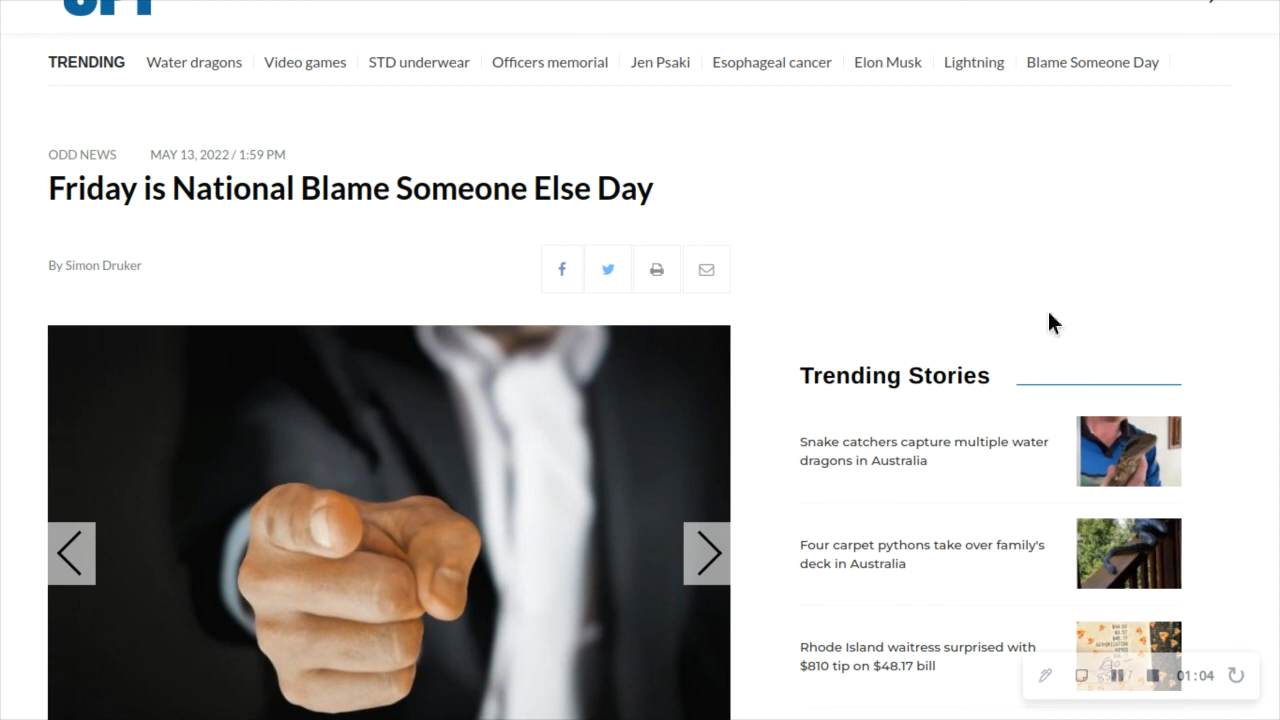 UPI
TRENDING Water dragons Video games STD underwear Officers memorial Jen Psaki Esophageal cancer Elon Musk Lightning Blame Someone Day
ODD NEWS MAY 13, 2022 / 1:59 PM
Friday is National Blame Someone Else Day
By Simon Druker
Trending Stories
Snake catchers capture multiple water
dragons in Australia
Four carpet pythons take over family's
deck in Australia
Rhode Island waitress surprised with
$810 tip on $48.17 bill
01:04